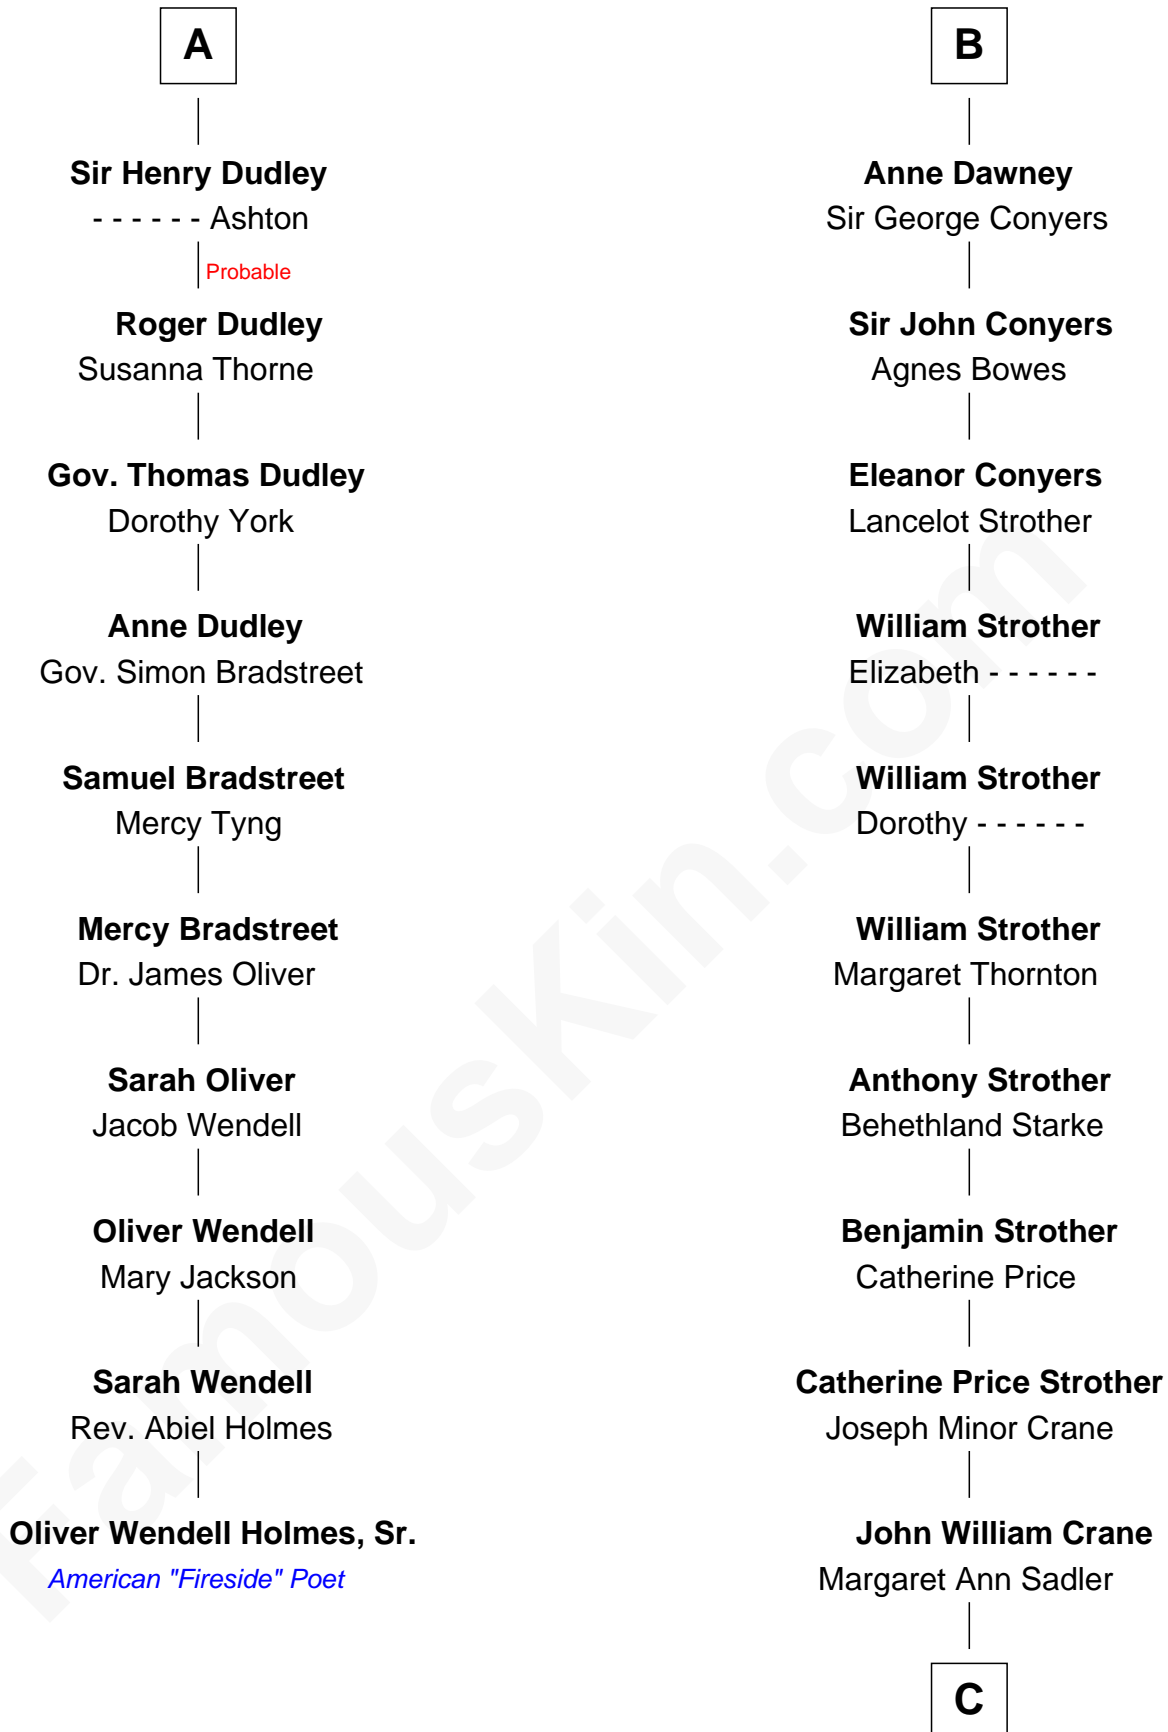 A
Sir Henry Dudley
- - - - - - Ashton
Probable
Roger Dudley
Susanna Thorne
Gov. Thomas Dudley
Dorothy York
Anne Dudley
Gov. Simon Bradstreet
Samuel Bradstreet
Mercy Tyng
Mercy Bradstreet
Dr. James Oliver
Sarah Oliver
Jacob Wendell
Oliver Wendell
Mary Jackson
Sarah Wendell
Rev. Abiel Holmes
Oliver Wendell Holmes, Sr.
American "Fireside" Poet
B
Anne Dawney
Sir George Conyers
Sir John Conyers
Agnes Bowes
Eleanor Conyers
Lancelot Strother
William Strother
Elizabeth - - - - - -
William Strother
Dorothy - - - - - -
William Strother
Margaret Thornton
Anthony Strother
Behethland Starke
Benjamin Strother
Catherine Price
Catherine Price Strother
Joseph Minor Crane
John William Crane
Margaret Ann Sadler
C
FamousKin.com